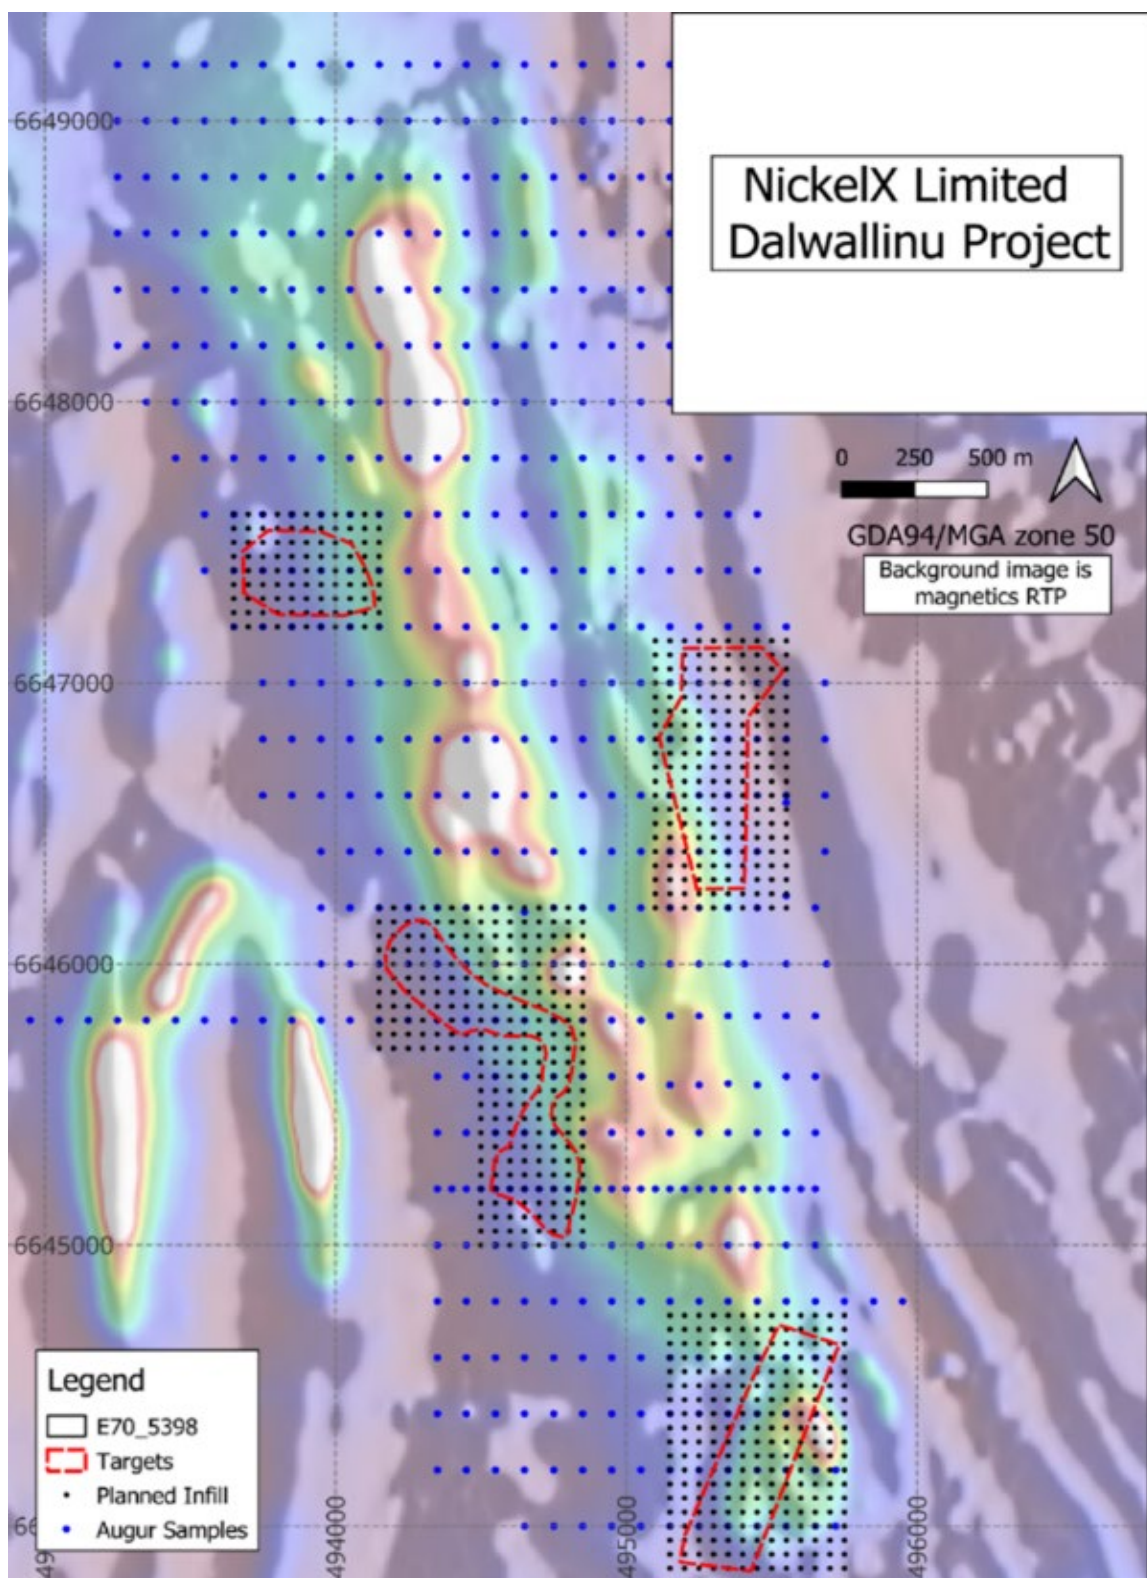 6649000
NickelX Limited
Dalwallinu Project
6648000
0 250 500 m
GDA94/MGA zone 50
Background image is
magnetics RTP
6647000
6646000
6645000
Legend
E70_5398
Targets
Planned Infill
Augur Samples
494000
495000
496000